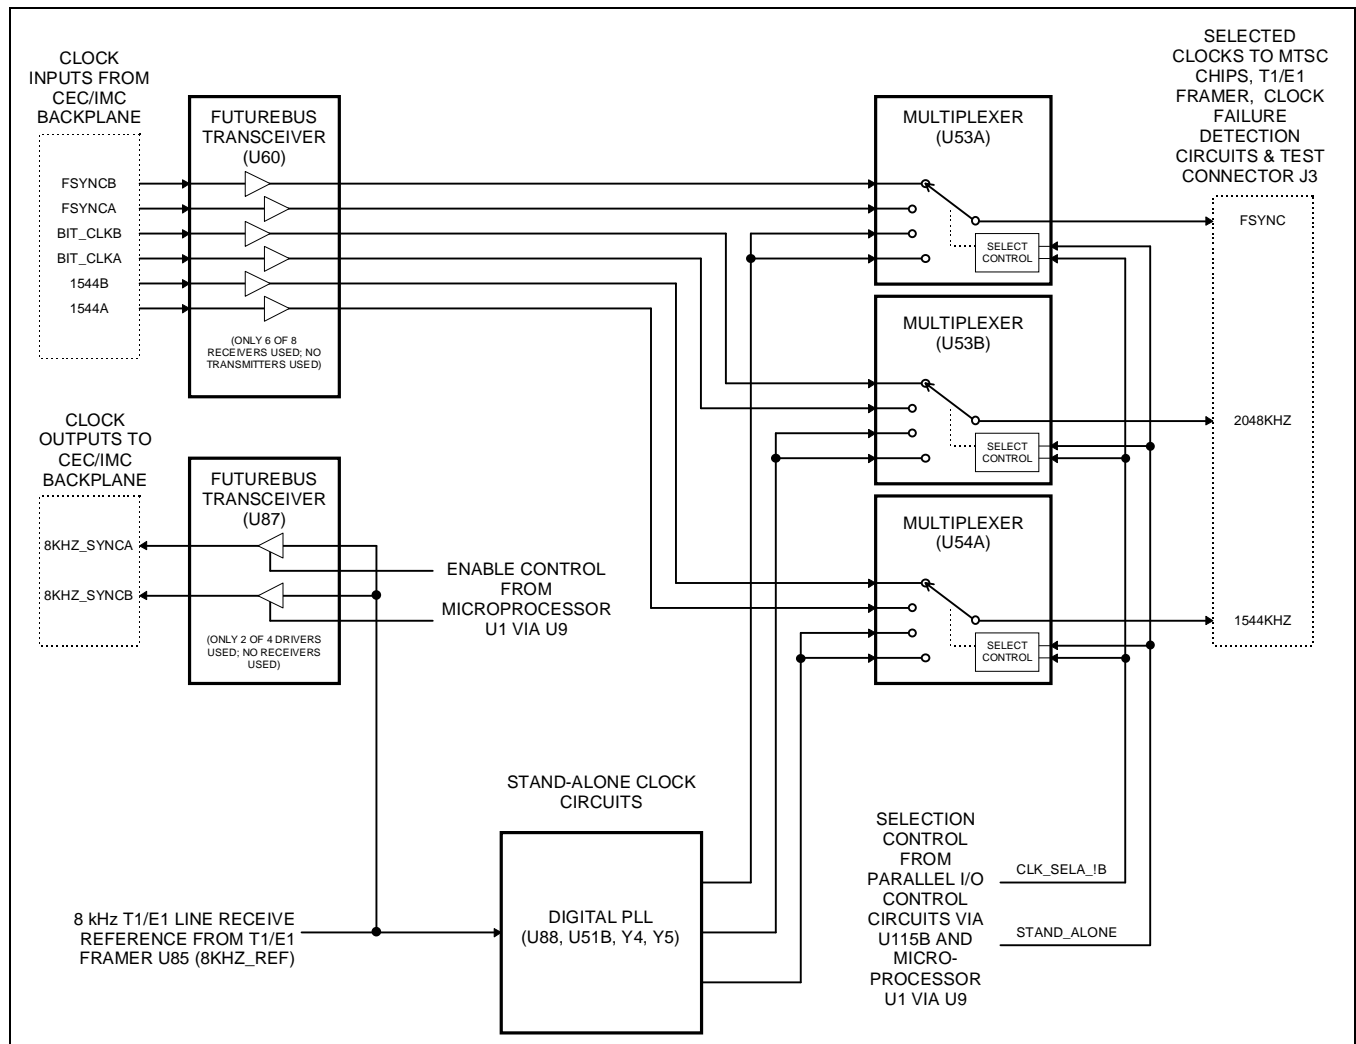 CLOCK
INPUTS FROM
CEC/IMC
BACKPLANE
FSYNCB
FSYNCA
BIT_CLKB
BIT_CLKA
1544B
1544A
FUTUREBUS
TRANSCEIVER
(U60)
(ONLY 6 OF 8
RECEIVERS USED; NO
TRANSMITTERS USED)
MULTIPLEXER
(U53A)
SELECT
CONTROL
MULTIPLEXER
(U53B)
SELECT
CONTROL
MULTIPLEXER
(U54A)
SELECT
CONTROL
SELECTED
CLOCKS TO MTSC
CHIPS, T1/E1
FRAMER, CLOCK
FAILURE
DETECTION
CIRCUITS & TEST
CONNECTOR J3
FSYNC
2048KHZ
1544KHZ
CLOCK
OUTPUTS TO
CEC/IMC
BACKPLANE
8KHZ_SYNCA
8KHZ_SYNCB
FUTUREBUS
TRANSCEIVER
(U87)
(ONLY 2 OF 4 DRIVERS
USED; NO RECEIVERS
USED)
ENABLE CONTROL
FROM
MICROPROCESSOR
U1 VIA U9
STAND-ALONE CLOCK
CIRCUITS
DIGITAL PLL
(U88, U51B, Y4, Y5)
8 kHz T1/E1 LINE RECEIVE
REFERENCE FROM T1/E1
FRAMER U85 (8KHZ_REF)
SELECTION
CONTROL
FROM
PARALLEL I/O
CONTROL
CIRCUITS VIA
U115B AND
MICRO-
PROCESSOR
U1 VIA U9
CLK_SELA_!B
STAND_ALONE